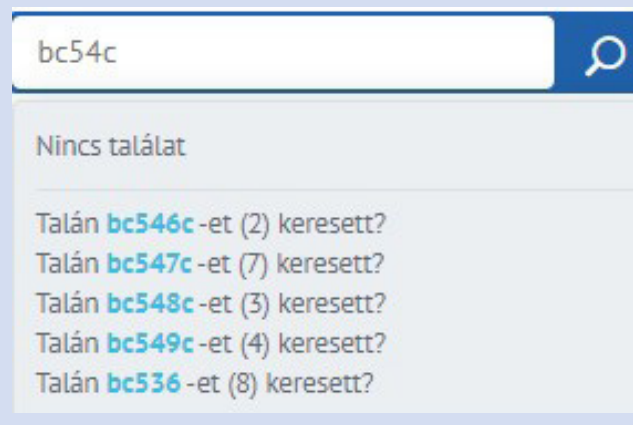 bc54c
Nincs találat
Talán bc546c -et (2) keresett?
Talán bc547c -et (7) keresett?
Talán bc548c -et (3) keresett?
Talán bc549c -et (4) keresett?
Talán bc536 -et (8) keresett?